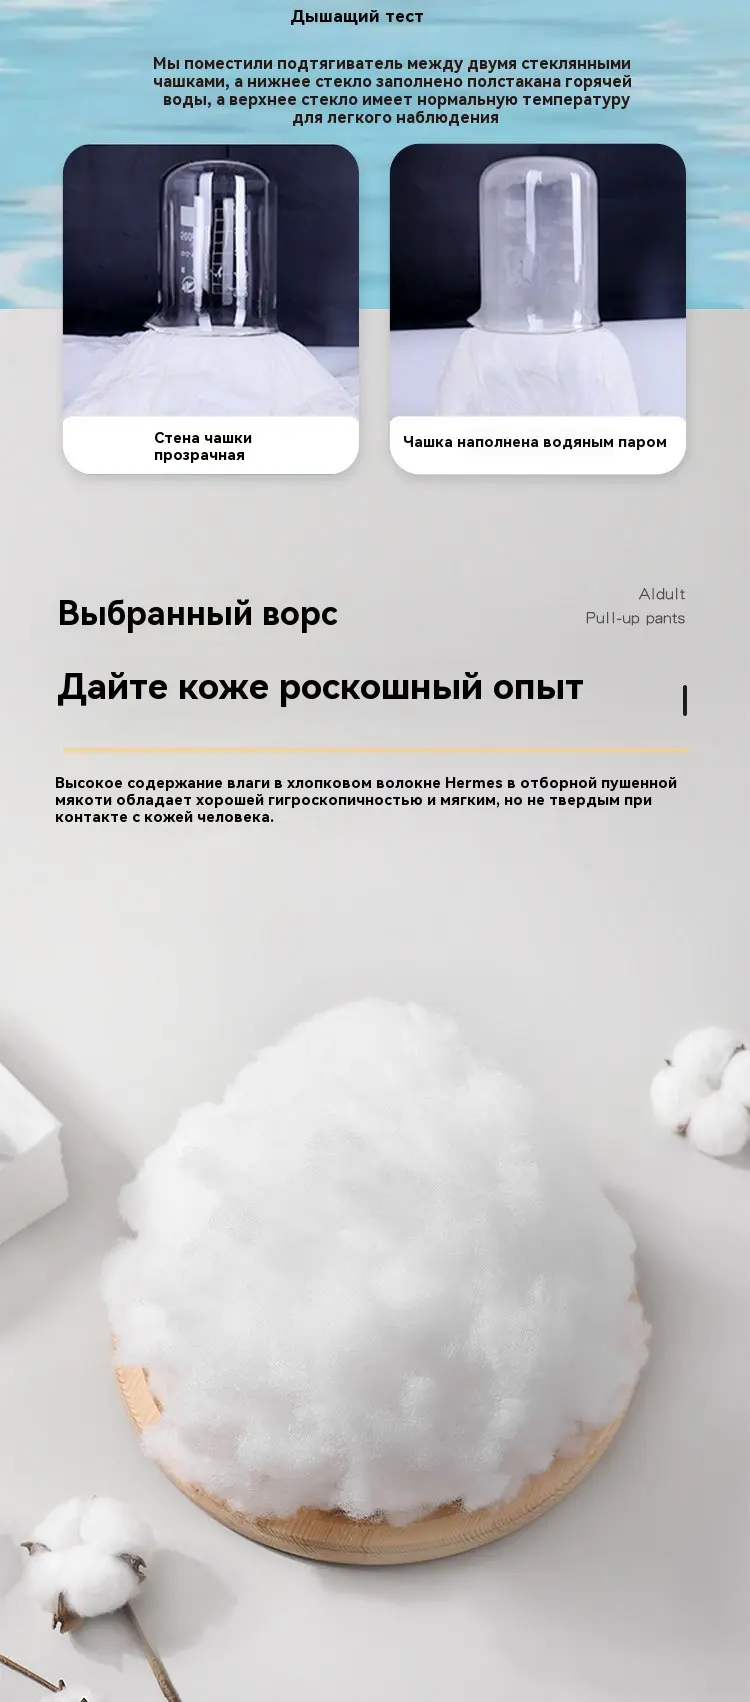 Дышащий тест
Мы поместили подтягиватель между двумя стеклянными
чашками, а нижнее стекло заполнено полстакана горячей
воды, а верхнее стекло имеет нормальную температуру
для легкого наблюдения
Стена чашки
прозрачная
Чашка наполнена водяным паром
Выбранный ворс
Aldult
Pull-up pants
Дайте коже роскошный опыт
Высокое содержание влаги в хлопковом волокне Hermes в отборной пушенной
мякоти обладает хорошей гигроскопичностью и мягким, но не твердым при
контакте с кожей человека.